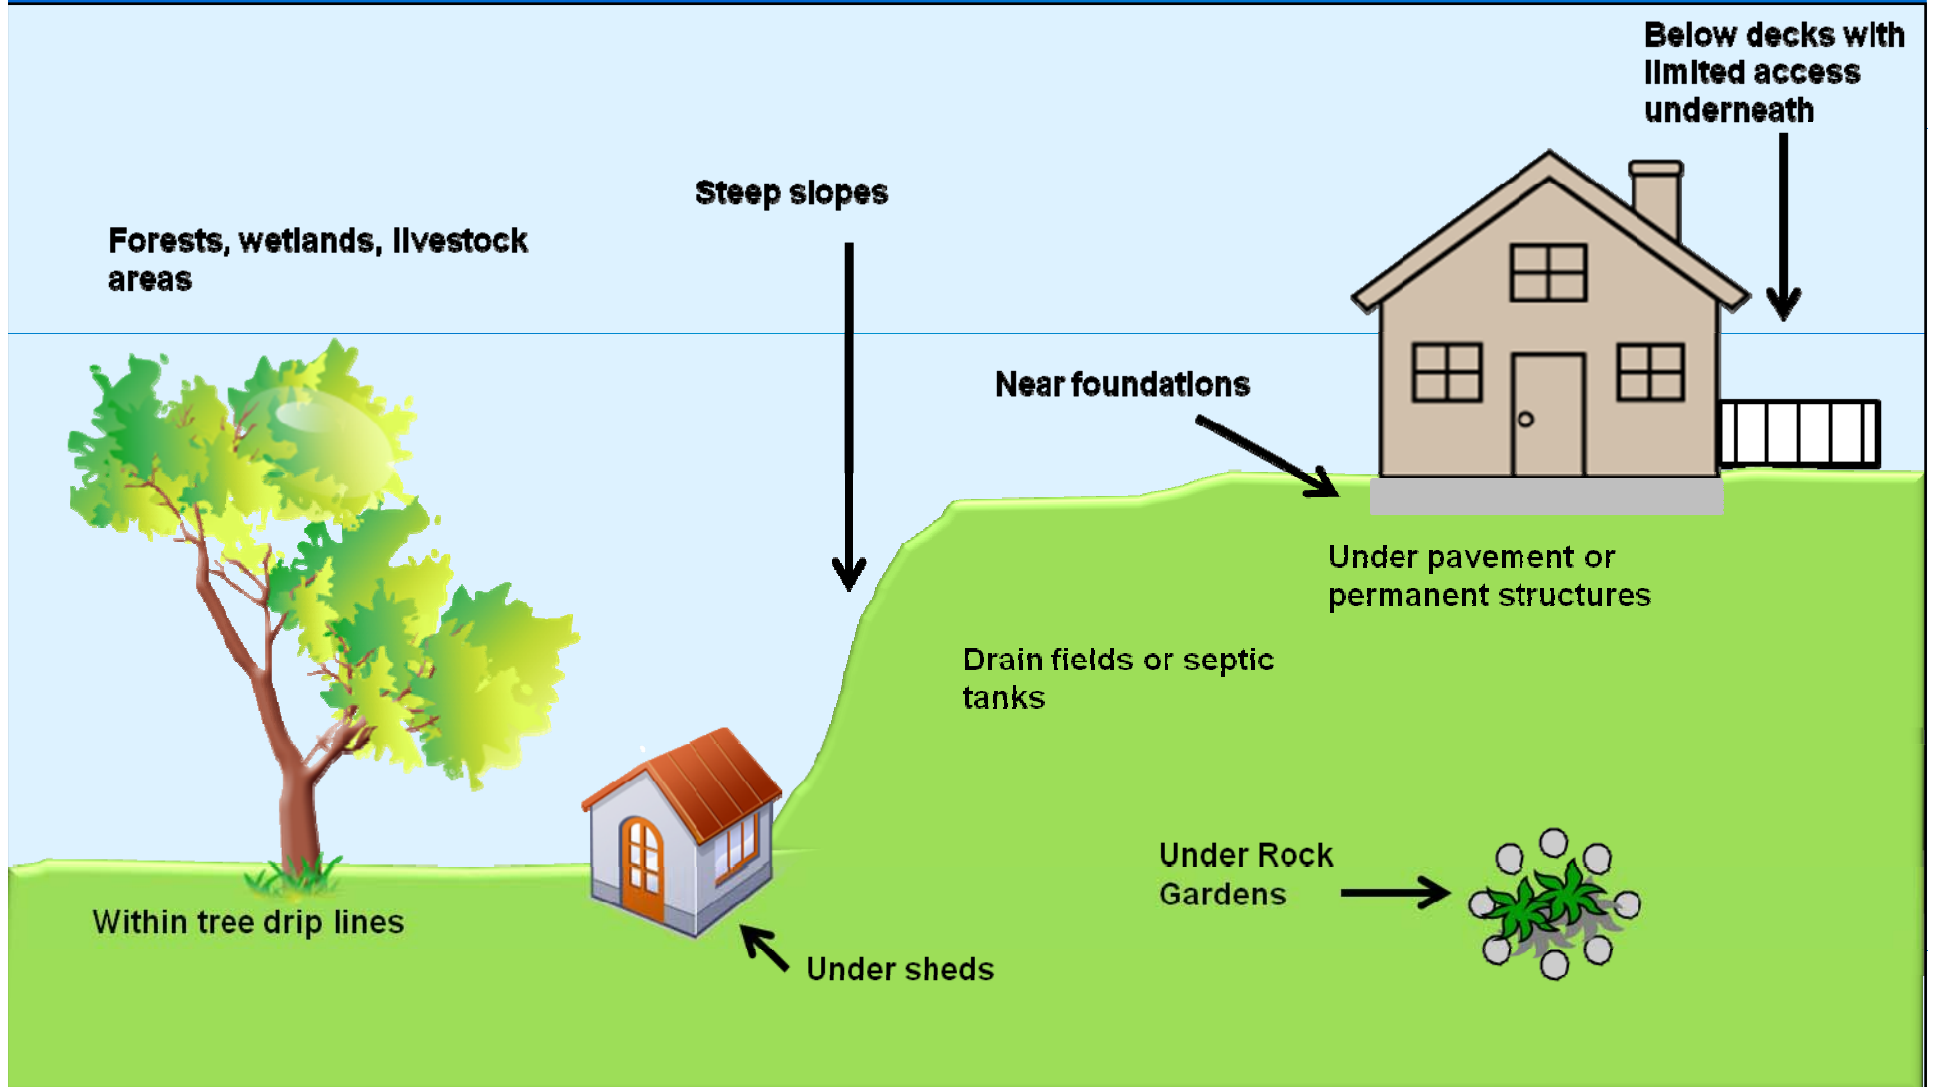 Below decks with
limited access
underneath
Steep slopes
Forests, wetlands, livestock
areas
Near foundations
Under pavement or
permanent structures
Drain fields or septic
tanks
Under Rock
Gardens
Within tree drip lines
Under sheds